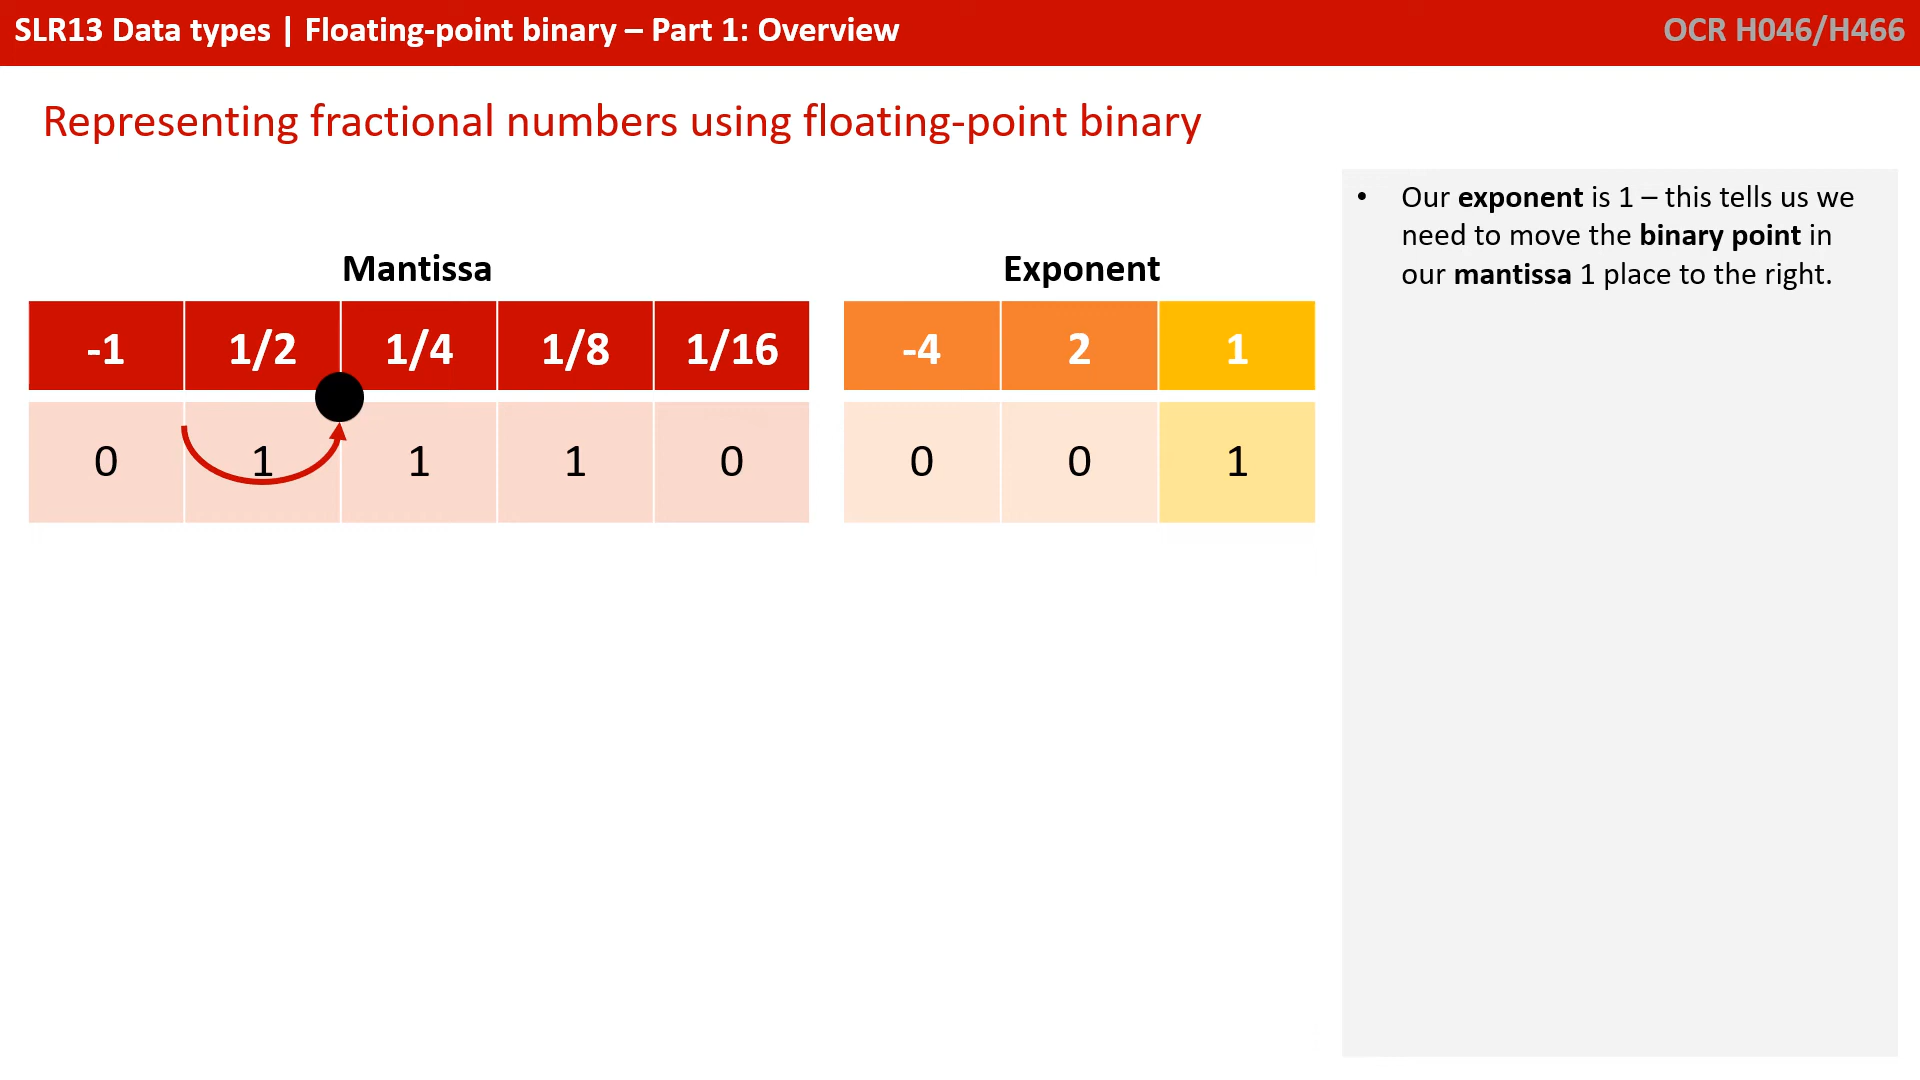 SLR13 Data types | Floating-point binary – Part 1: Overview
OCR H046/H466
Representing fractional numbers using floating-point binary
Mantissa
-1 1/2 1/4 1/8 1/16
0 1 1 1 0
Exponent
-4 2 1
0 0 1
• Our exponent is 1 – this tells us we
need to move the binary point in
our mantissa 1 place to the right.